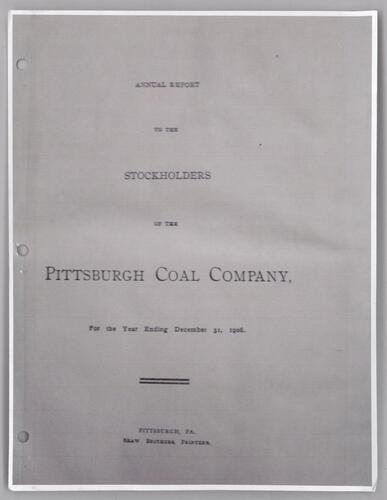 ANNUAL REPORT
TO THE
STOCKHOLDERS
OF THE
PITTSBURGH COAL COMPANY,
For the Year Ending December 31, 1906.
PITTSBURGH, PA.
SHAW BROTHERS, PRINTERS.